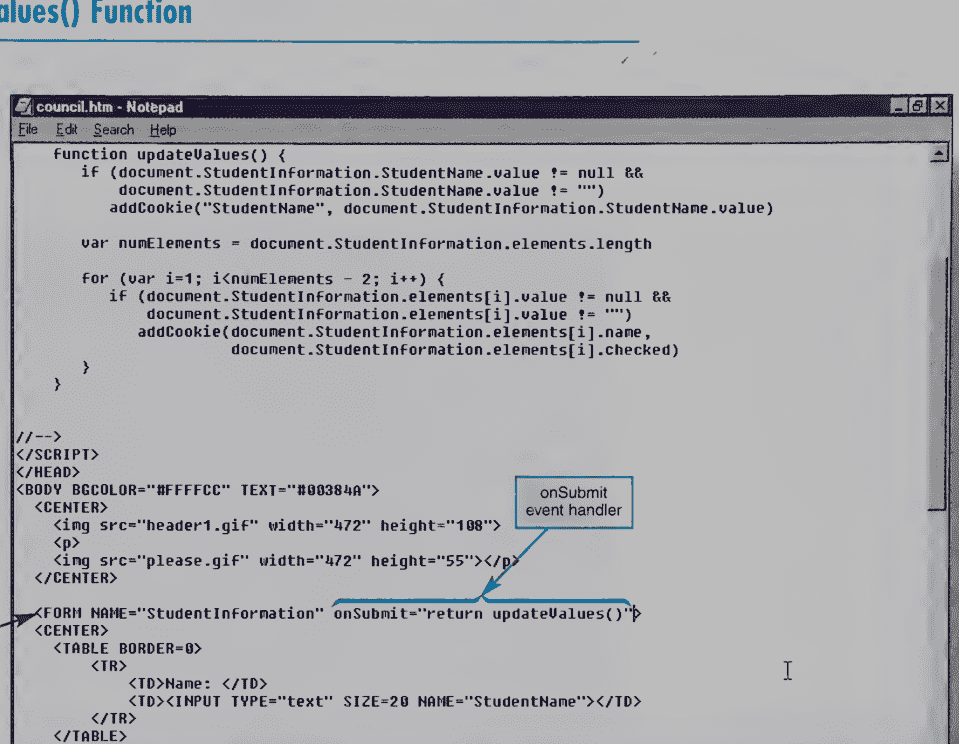 alues() Function
council.htm - Notepad
File Edit Search Help
function updateValues() {
if (document.StudentInformation.StudentName.value != null &&
document.StudentInformation.StudentName.value != "")
addCookie("StudentName", document.StudentInformation.StudentName.value)
var numElements = document.StudentInformation.elements.length
for (var i=1; i<numElements - 2; i++) {
if (document.StudentInformation.elements[i].value != null &&
document.StudentInformation.elements[i].value != "")
addCookie(document.StudentInformation.elements[i].name,
document.StudentInformation.elements[i].checked)
}
}
//-->
</SCRIPT>
</HEAD>
<BODY BGCOLOR="#FFFFCC" TEXT="#00384A">
<CENTER>
<img src="header1.gif" width="472" height="108">
<p>
<img src="please.gif" width="472" height="55"></p>
</CENTER>
onSubmit
event handler
<FORM NAME="StudentInformation" onSubmit="return updateValues()">
<CENTER>
<TABLE BORDER=0>
<TR>
<TD>Name: </TD>
<TD><INPUT TYPE="text" SIZE=20 NAME="StudentName"></TD>
</TR>
</TABLE>